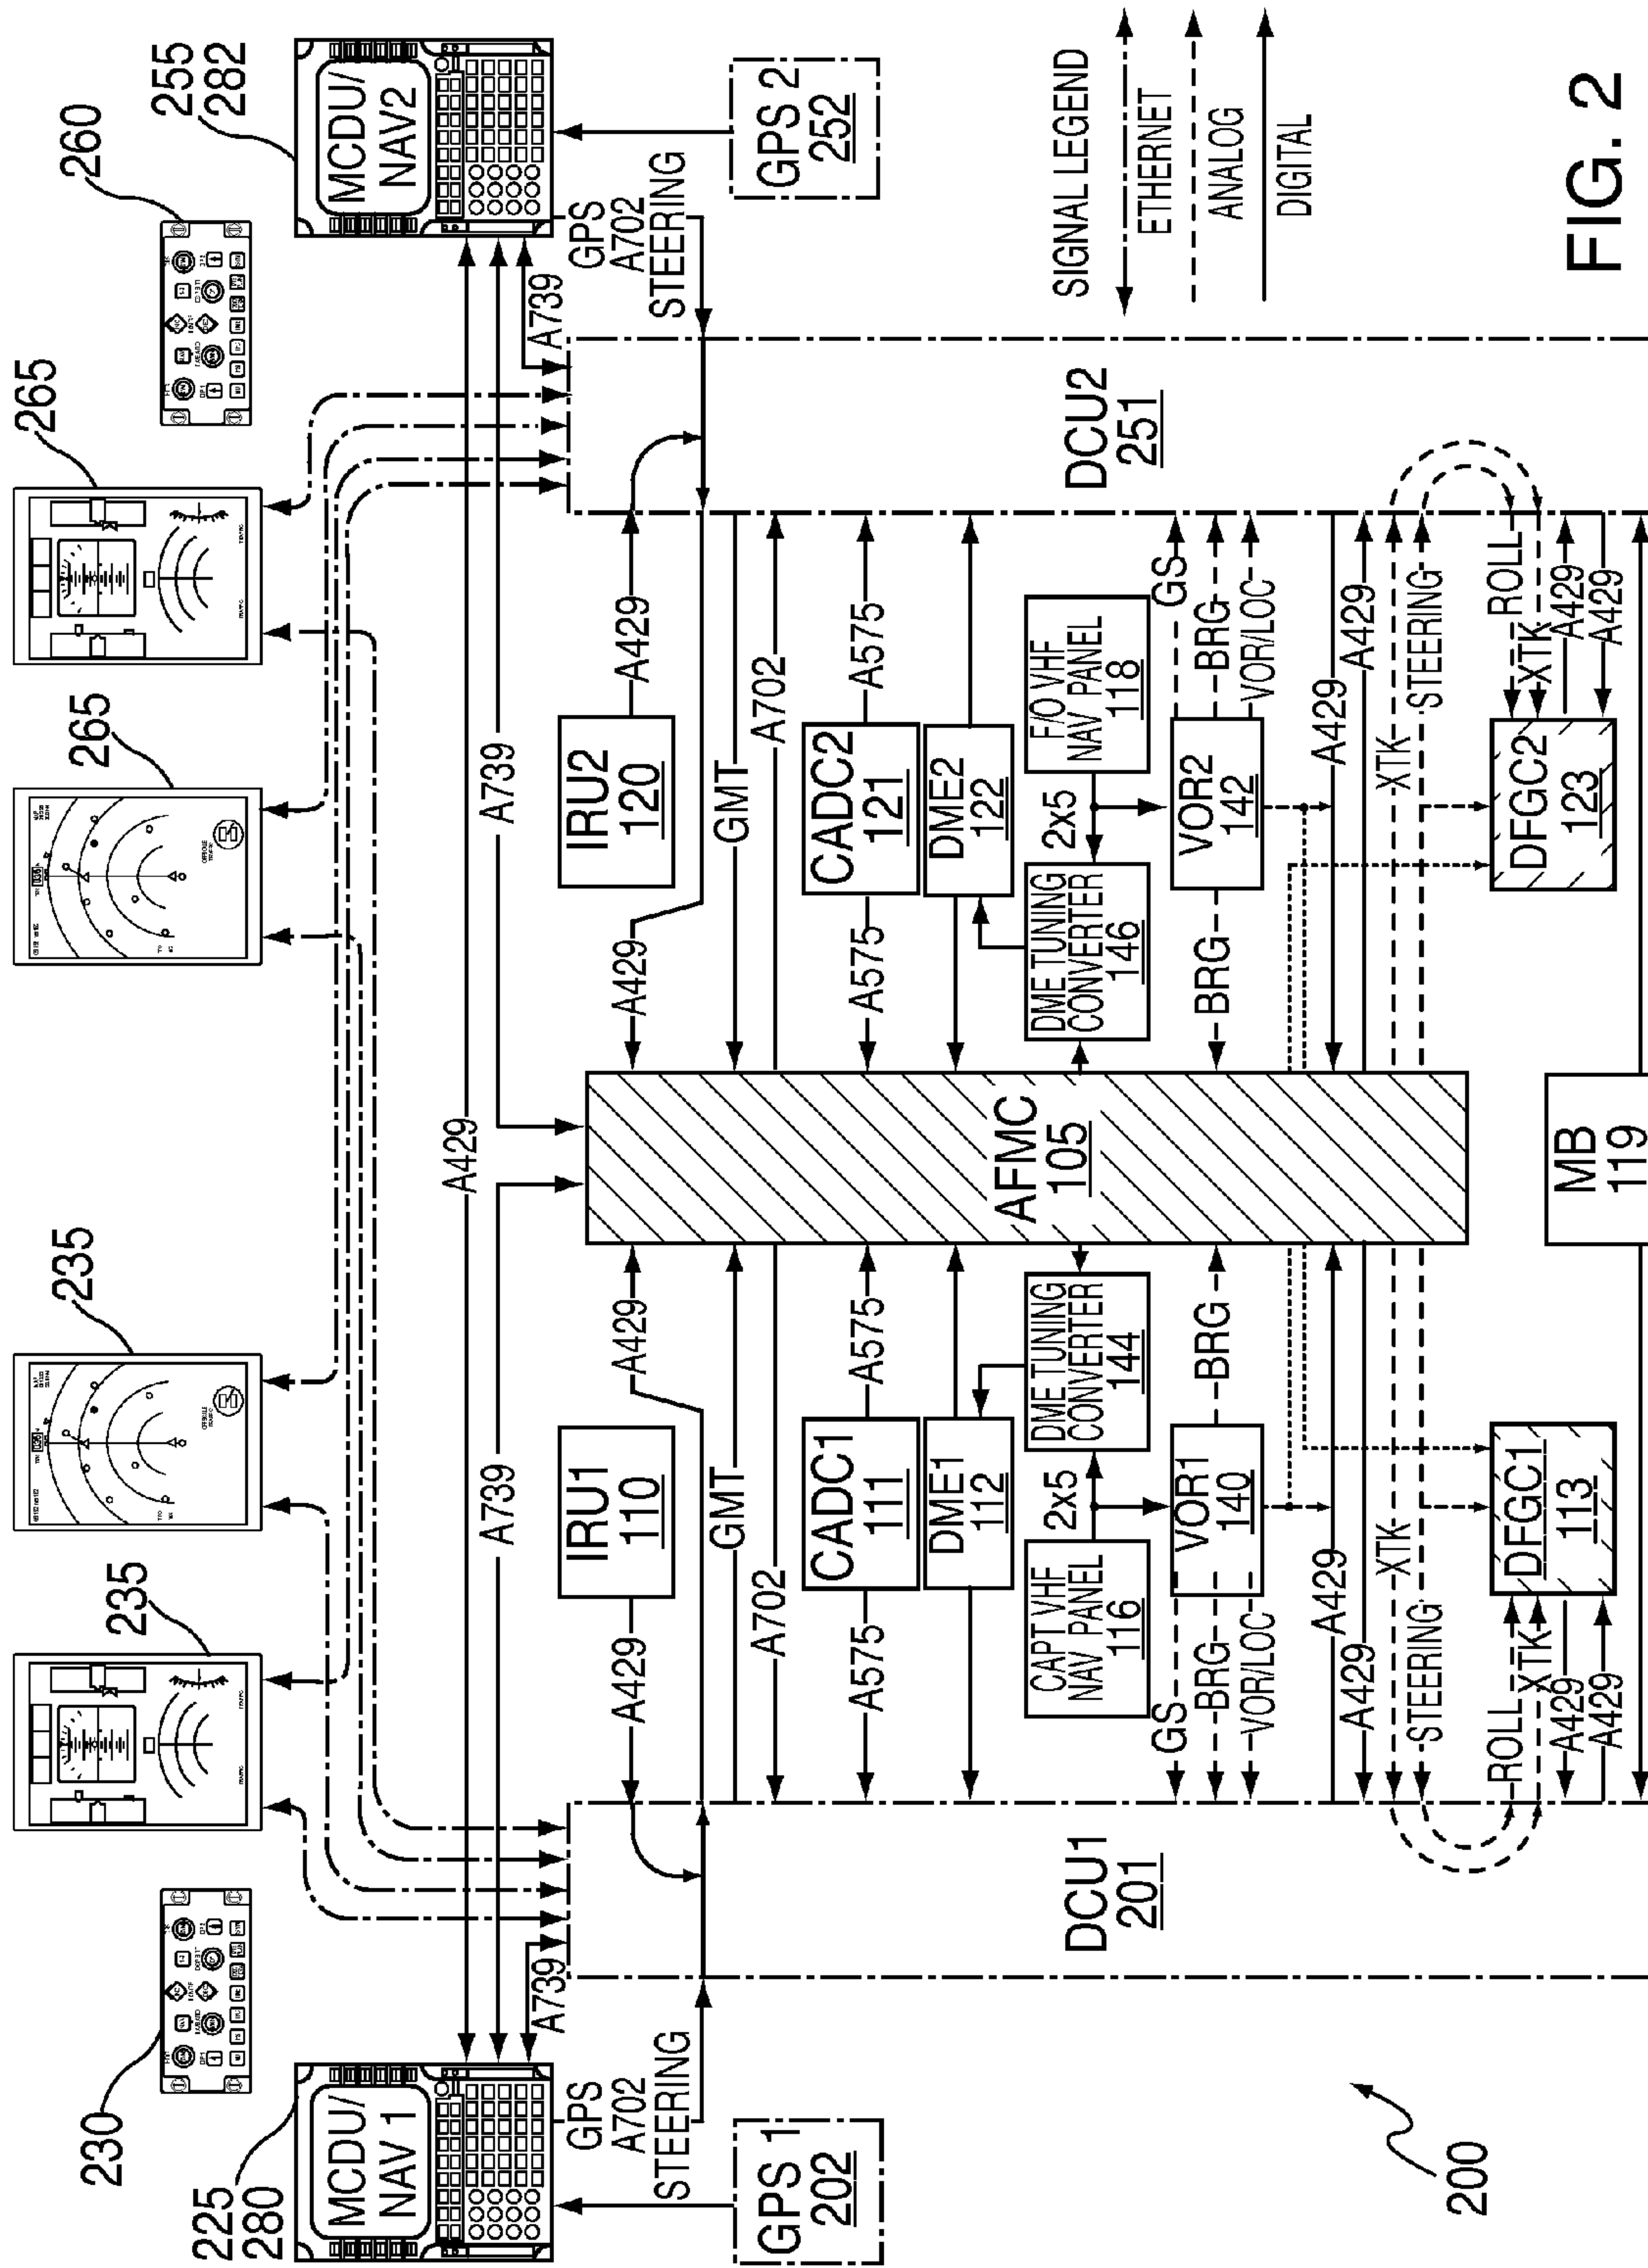 230
235
235
265
265
260
225
280
MCDU/
NAV 1
255
282
MCDU/
NAV2
A429
A739
A739
A739
A739
GPS
A702
STEERING
GPS
A702
STEERING
GPS 1
202
GPS 2
252
DCU1
201
DCU2
251
IRU1
110
IRU2
120
A429
A429
A429
A429
GMT
GMT
A702
A702
CADC1
111
CADC2
121
A575
A575
A575
A575
DME1
112
DME2
122
AFMC
105
CAPT VHF
NAV PANEL
116
2x5
DME TUNING
CONVERTER
144
DME TUNING
CONVERTER
146
2x5
F/O VHF
NAV PANEL
118
GS
BRG
VOR/LOC
VOR1
140
BRG
BRG
VOR2
142
GS
BRG
VOR/LOC
A429
A429
A429
A429
XTK
STEERING
XTK
STEERING
ROLL
XTK
A429
A429
DFGC1
113
DFGC2
123
ROLL
XTK
A429
A429
MB
119
SIGNAL LEGEND
ETHERNET
ANALOG
DIGITAL
200
FIG. 2